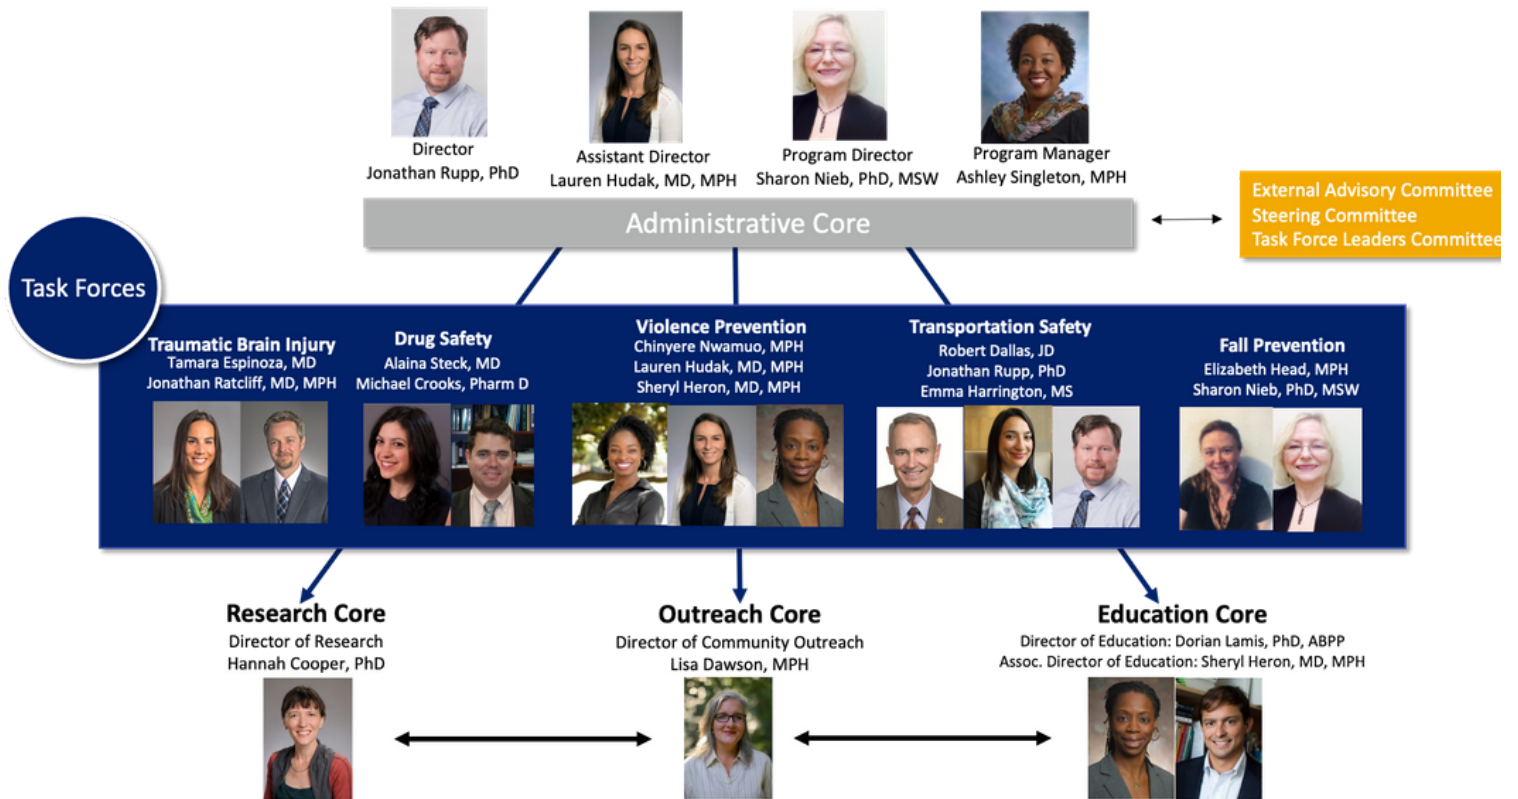 Director
Jonathan Rupp, PhD
Assistant Director
Lauren Hudak, MD, MPH
Program Director
Sharon Nieb, PhD, MSW
Program Manager
Ashley Singleton, MPH
Administrative Core
External Advisory Committee
Steering Committee
Task Force Leaders Committee
Task Forces
Traumatic Brain Injury
Tamara Espinoza, MD
Jonathan Ratcliff, MD, MPH
Drug Safety
Alaina Steck, MD
Michael Crooks, Pharm D
Violence Prevention
Chinyere Nwamuo, MPH
Lauren Hudak, MD, MPH
Sheryl Heron, MD, MPH
Transportation Safety
Robert Dallas, JD
Jonathan Rupp, PhD
Emma Harrington, MS
Fall Prevention
Elizabeth Head, MPH
Sharon Nieb, PhD, MSW
Research Core
Director of Research
Hannah Cooper, PhD
Outreach Core
Director of Community Outreach
Lisa Dawson, MPH
Education Core
Director of Education: Dorian Lamis, PhD, ABPP
Assoc. Director of Education: Sheryl Heron, MD, MPH